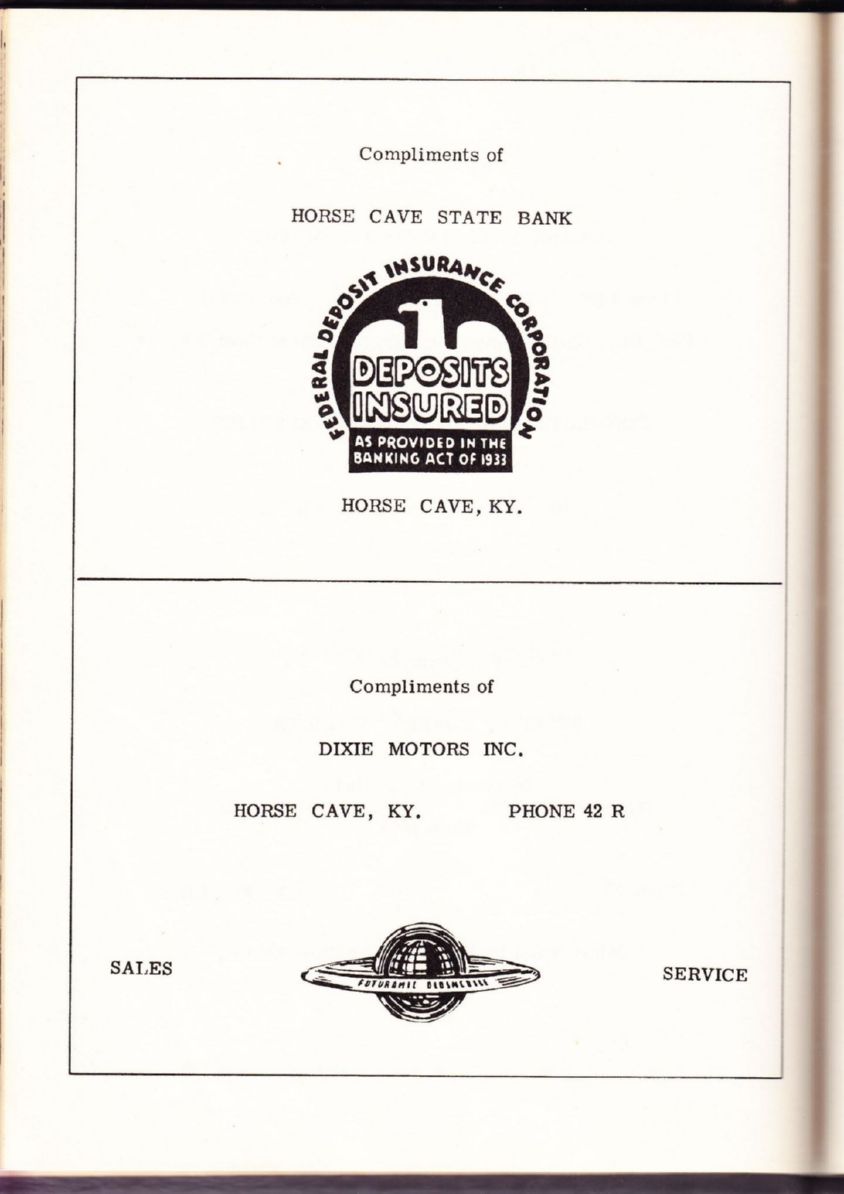 Compliments of
HORSE CAVE STATE BANK
FEDERAL DEPOSIT INSURANCE CORPORATION
DEPOSITS
INSURED
AS PROVIDED IN THE
BANKING ACT OF 1933
HORSE CAVE, KY.
Compliments of
DIXIE MOTORS INC.
HORSE CAVE, KY. PHONE 42 R
SALES
FUTURAMIC OLDSMOBILE
SERVICE